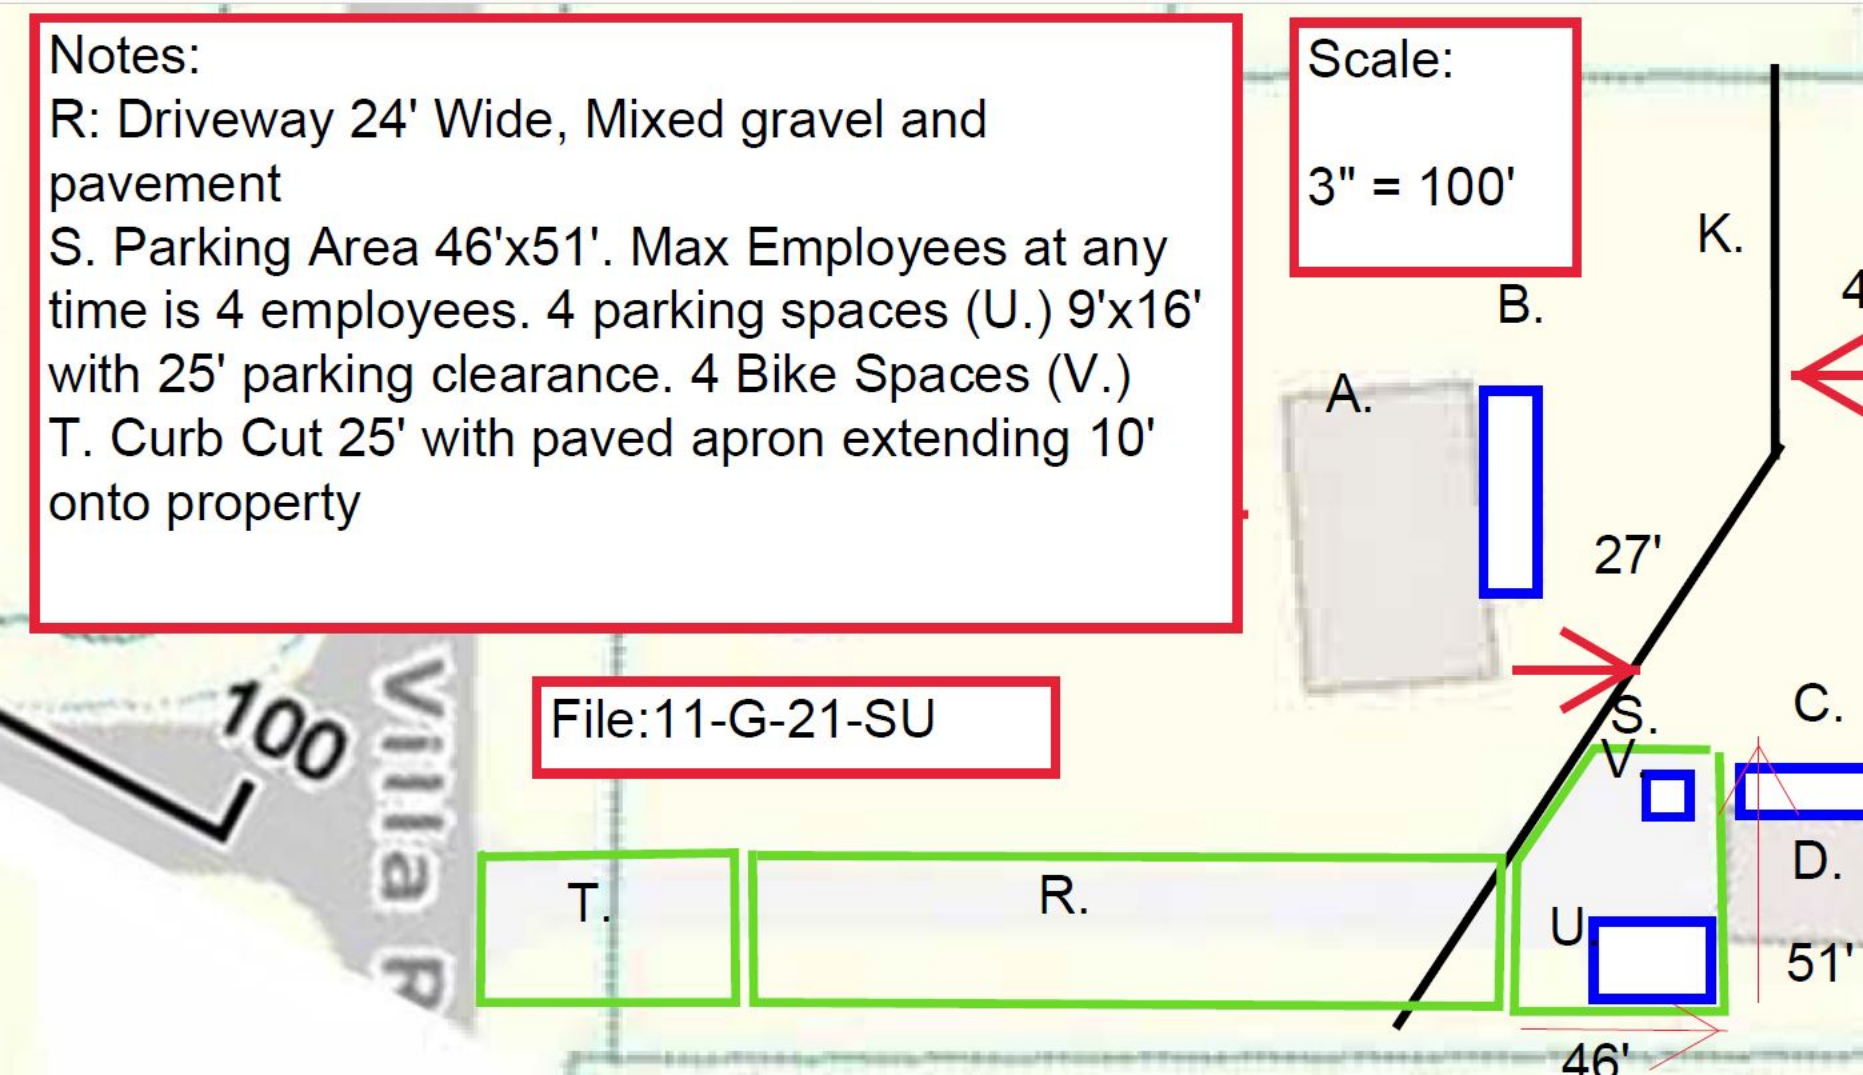 Notes:
R: Driveway 24' Wide, Mixed gravel and
pavement
S. Parking Area 46'x51'. Max Employees at any
time is 4 employees. 4 parking spaces (U.) 9'x16'
with 25' parking clearance. 4 Bike Spaces (V.)
T. Curb Cut 25' with paved apron extending 10'
onto property
Scale:
3" = 100'
K.
B.
4
A.
27'
File:11-G-21-SU
100
Villa R
S.
C.
V.
D.
T.
R.
U.
51'
46'